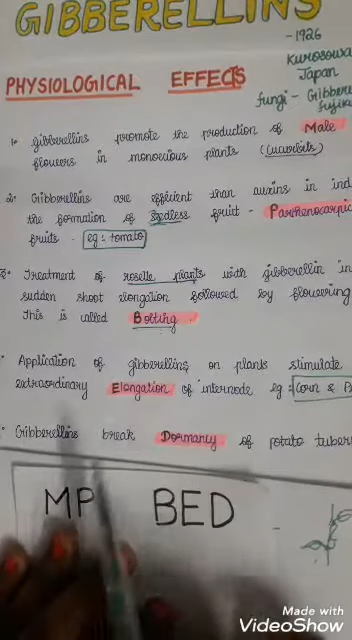 GIBBERELLINS
-1926
Kurosowa
Japan
fungi - Gibbere
fujiku
PHYSIOLOGICAL EFFECTS
1. gibberellins promote the production of Male
flowers in monoecious plants (cucurbits)
2. Gibberellins are efficient than auxins in ind
the formation of seedless fruit - Parthenocarpic
fruits - eg: tomato
Treatment of rosette plants with gibberellin in
sudden shoot elongation followed by flowering
This is called Bolting
Application of gibberellins on plants stimulate
extraordinary Elongation of internode eg: Corn & P
Gibberellins break Dormancy of potato tubers
MP BED
Made with
VideoShow